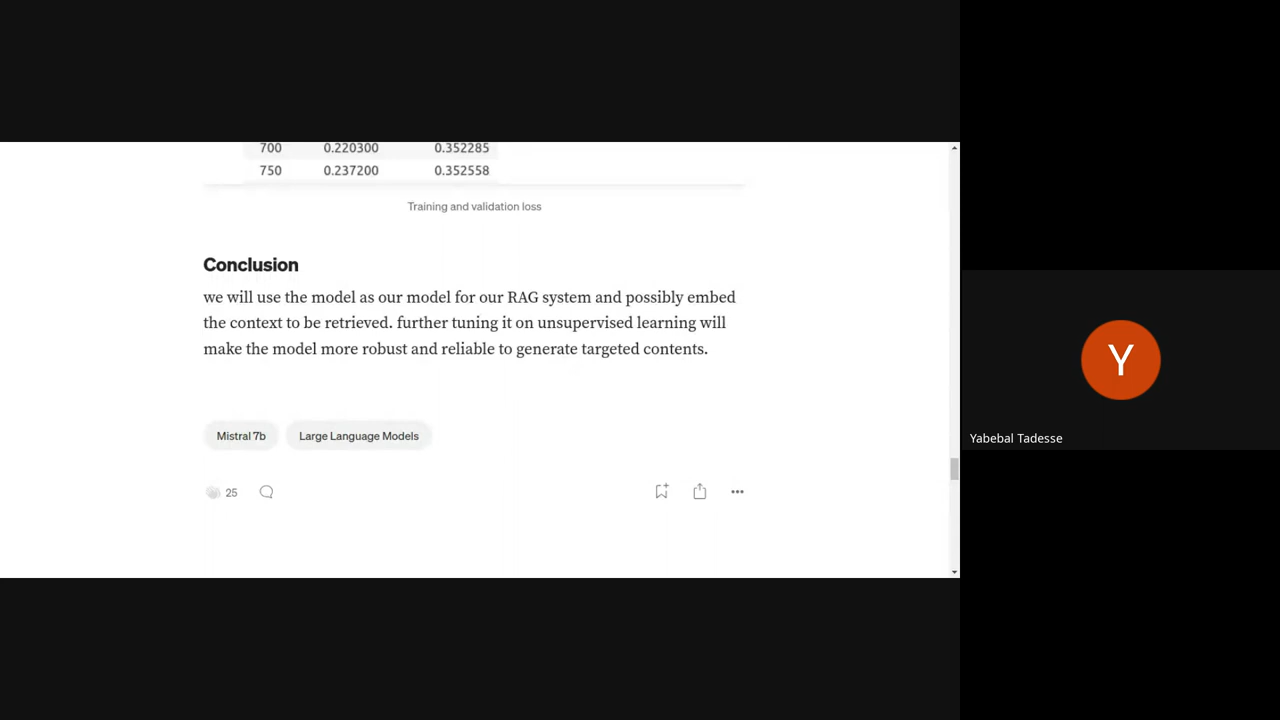 700 0.220300 0.352285
750 0.237200 0.352558
Training and validation loss
Conclusion
we will use the model as our model for our RAG system and possibly embed
the context to be retrieved. further tuning it on unsupervised learning will
make the model more robust and reliable to generate targeted contents.
Mistral 7b Large Language Models
25
Y
Yabebal Tadesse